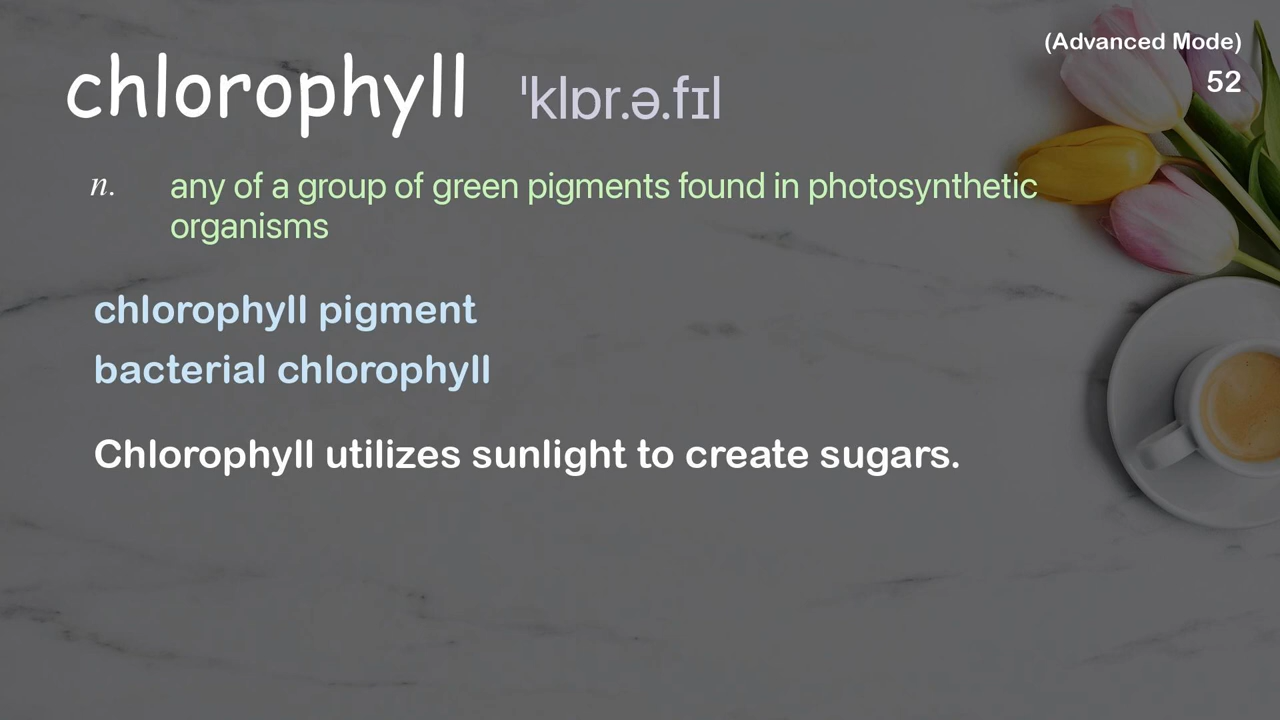 (Advanced Mode)
52
chlorophyll ˈklɒr.ə.fɪl
n. any of a group of green pigments found in photosynthetic
organisms
chlorophyll pigment
bacterial chlorophyll
Chlorophyll utilizes sunlight to create sugars.